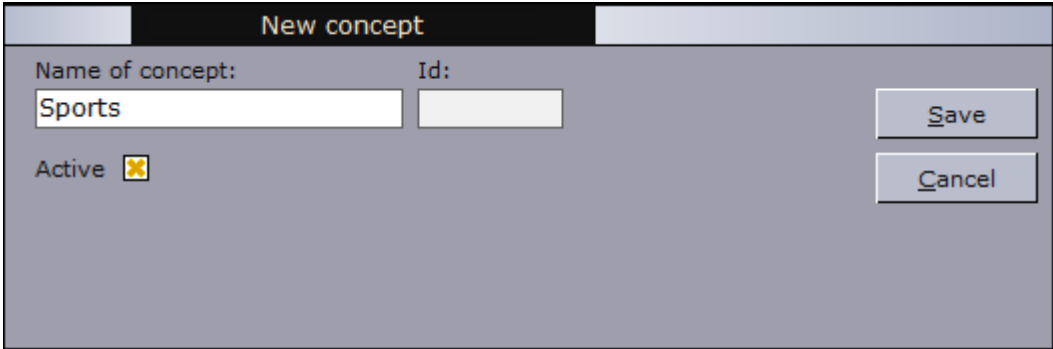 New concept
Name of concept: Id:
Sports
Save
Active
Cancel